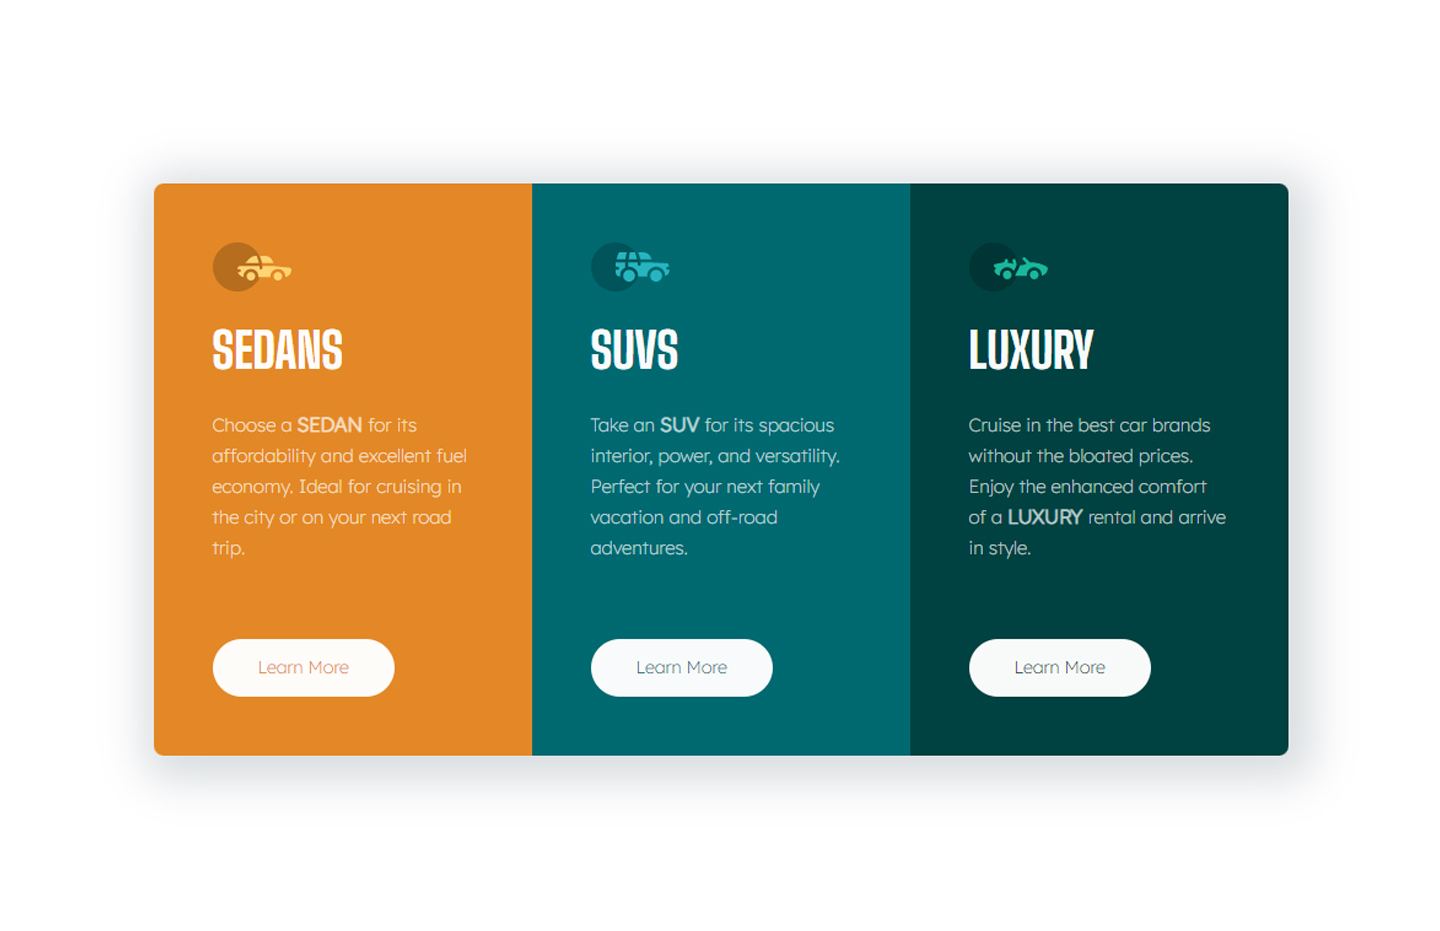 SEDANS
Choose a SEDAN for its
affordability and excellent fuel
economy. Ideal for cruising in
the city or on your next road
trip.
Learn More
SUVS
Take an SUV for its spacious
interior, power, and versatility.
Perfect for your next family
vacation and off-road
adventures.
Learn More
LUXURY
Cruise in the best car brands
without the bloated prices.
Enjoy the enhanced comfort
of a LUXURY rental and arrive
in style.
Learn More